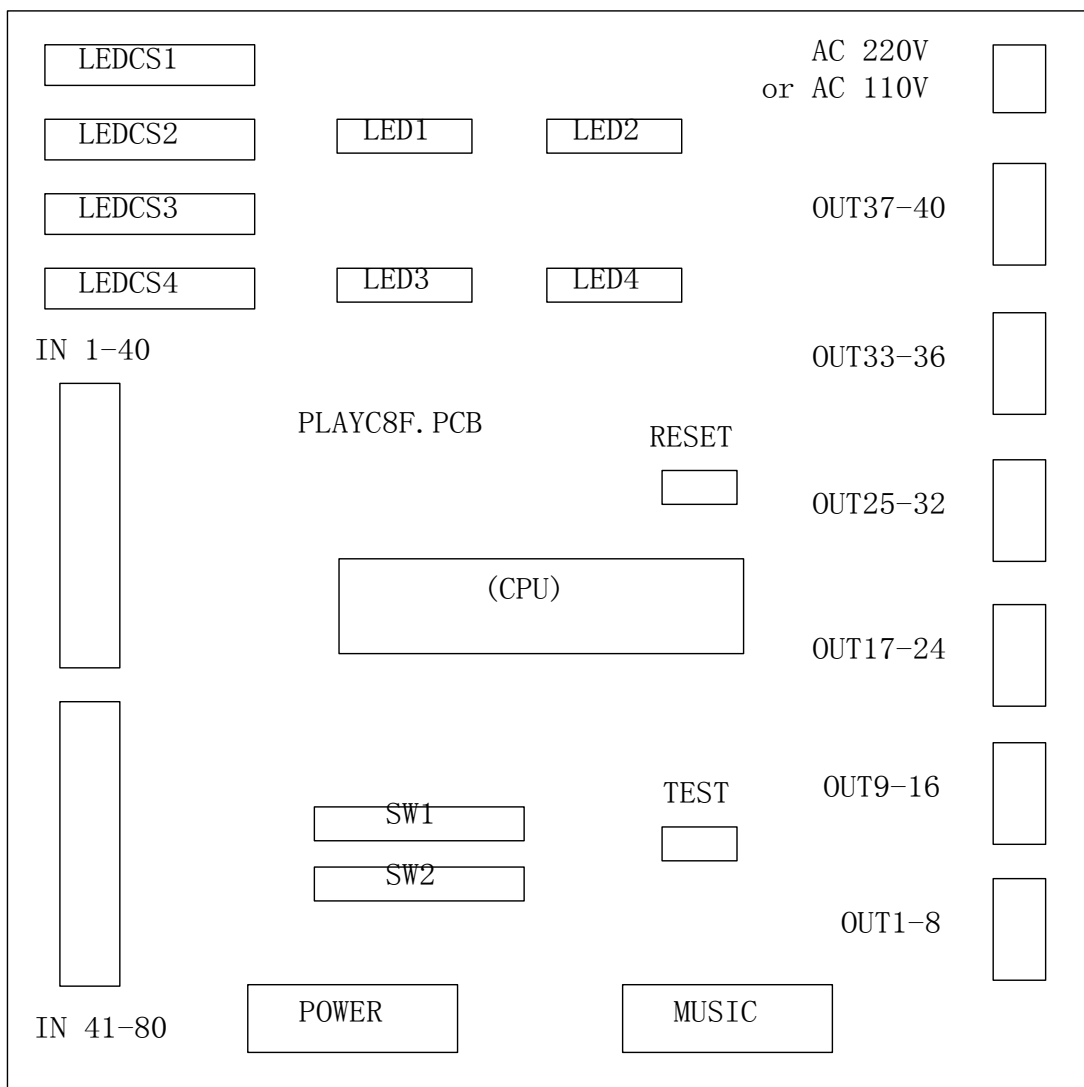 LEDCS1
AC 220V
or AC 110V
LEDCS2
LED1
LED2
LEDCS3
OUT37-40
LEDCS4
LED3
LED4
IN 1-40
OUT33-36
PLAYC8F.PCB
RESET
OUT25-32
(CPU)
OUT17-24
SW1
TEST
OUT9-16
SW2
OUT1-8
POWER
MUSIC
IN 41-80